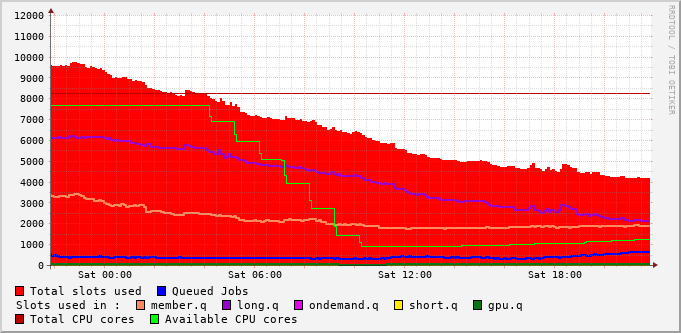 12000
11000
10000
9000
8000
7000
6000
5000
4000
3000
2000
1000
0
Sat 00:00 Sat 06:00 Sat 12:00 Sat 18:00
RRDTOOL / TOBI OETIKER
Total slots used Queued Jobs
Slots used in : member.q long.q ondemand.q short.q gpu.q
Total CPU cores Available CPU cores